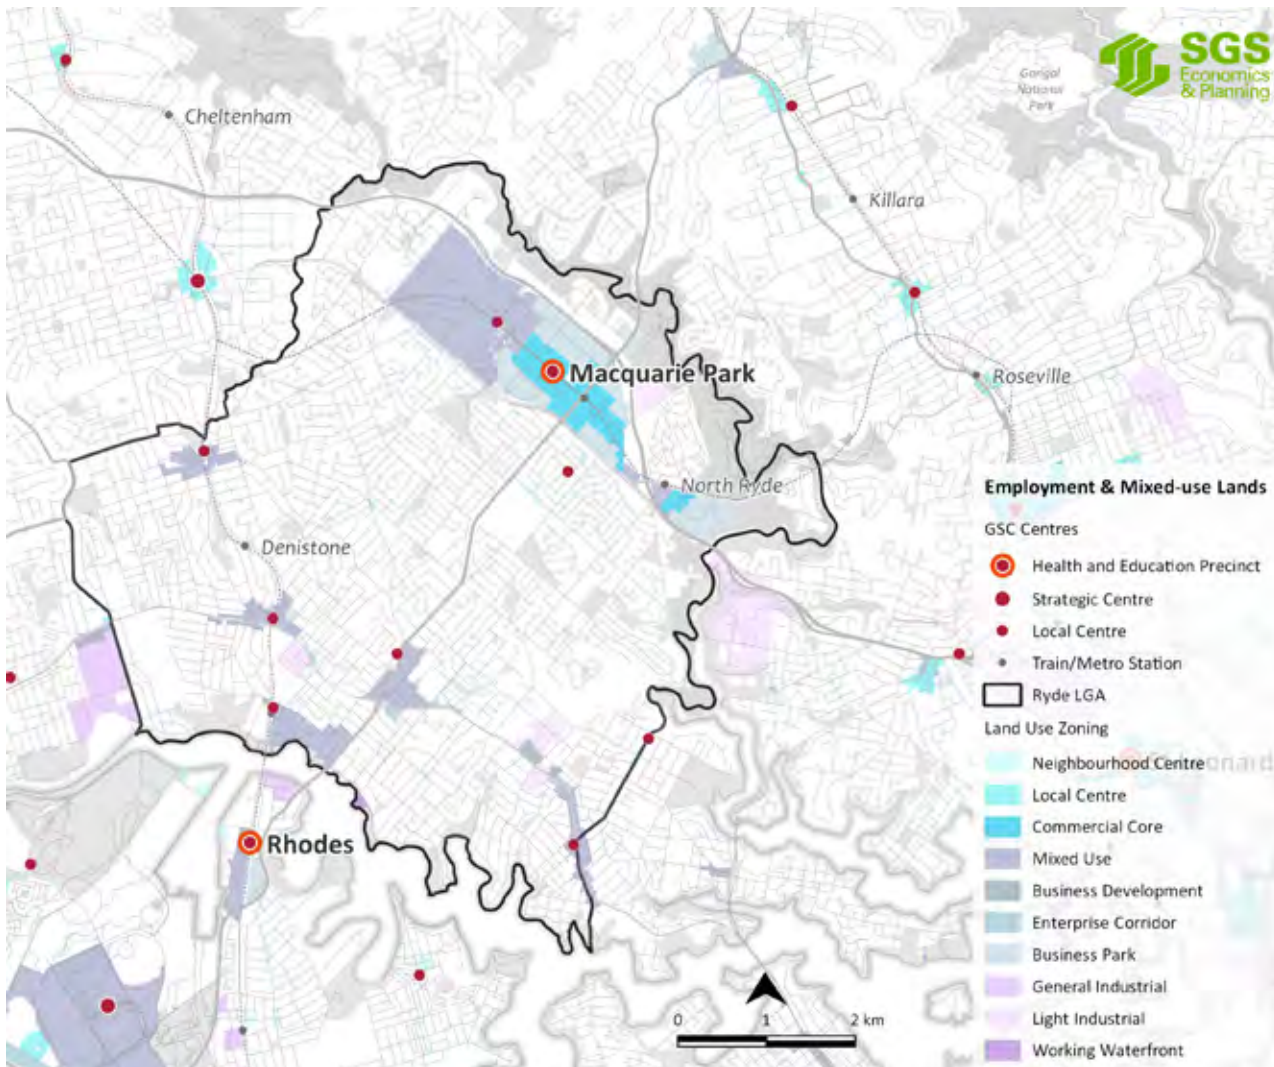 SGS
Economics
& Planning
Garigal
National
Park
Cheltenham
Killara
Roseville
Macquarie Park
North Ryde
Denistone
Rhodes
Employment & Mixed-use Lands
GSC Centres
Health and Education Precinct
Strategic Centre
Local Centre
Train/Metro Station
Ryde LGA
Land Use Zoning
Neighbourhood Centre
Local Centre
Commercial Core
Mixed Use
Business Development
Enterprise Corridor
Business Park
General Industrial
Light Industrial
Working Waterfront
0 1 2 km